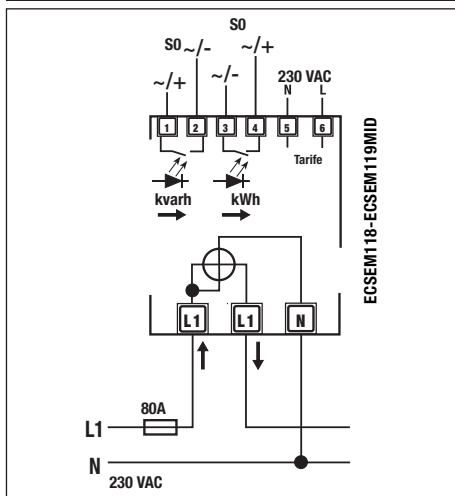 S0
S0 ~/-
~/+
~/+
~/-
230 VAC
N L
1 2 3 4 5 6
Tarife
kvarh
kWh
ECSEM118-ECSEM119MID
L1 L1 N
80A
L1
N
230 VAC